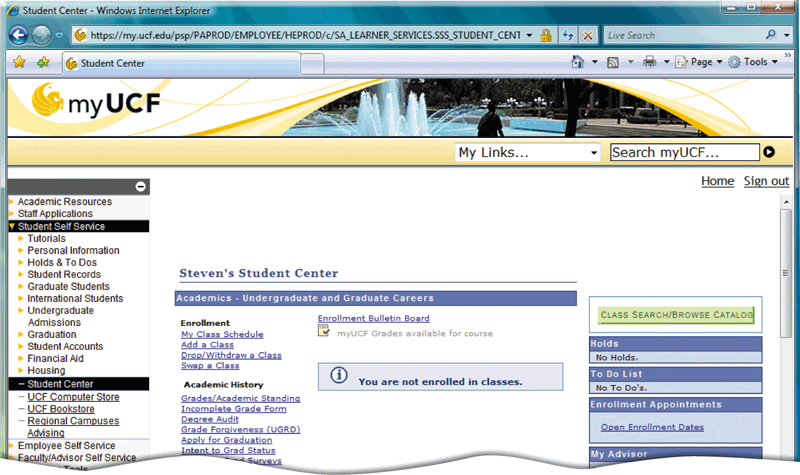 Student Center - Windows Internet Explorer
https://my.ucf.edu/psp/PAPROD/EMPLOYEE/HEPROD/c/SA_LEARNER_SERVICES.SSS_STUDENT_CENT
Live Search
Student Center
Page
Tools
myUCF
My Links...
Search myUCF...
Home Sign out
Academic Resources
Staff Applications
Student Self Service
Tutorials
Personal Information
Holds & To Dos
Student Records
Graduate Students
International Students
Undergraduate
Admissions
Graduation
Student Accounts
Financial Aid
Housing
– Student Center
– UCF Computer Store
– UCF Bookstore
– Regional Campuses
Advising
Employee Self Service
Faculty/Advisor Self Service
Tools
Steven's Student Center
Academics - Undergraduate and Graduate Careers
Enrollment
My Class Schedule
Add a Class
Drop/Withdraw a Class
Swap a Class
Academic History
Grades/Academic Standing
Incomplete Grade Form
Degree Audit
Grade Forgiveness (UGRD)
Apply for Graduation
Intent to Grad Status
Grad Surveys
Enrollment Bulletin Board
myUCF Grades available for course
You are not enrolled in classes.
CLASS SEARCH/BROWSE CATALOG
Holds
No Holds.
To Do List
No To Do's.
Enrollment Appointments
Open Enrollment Dates
My Advisor